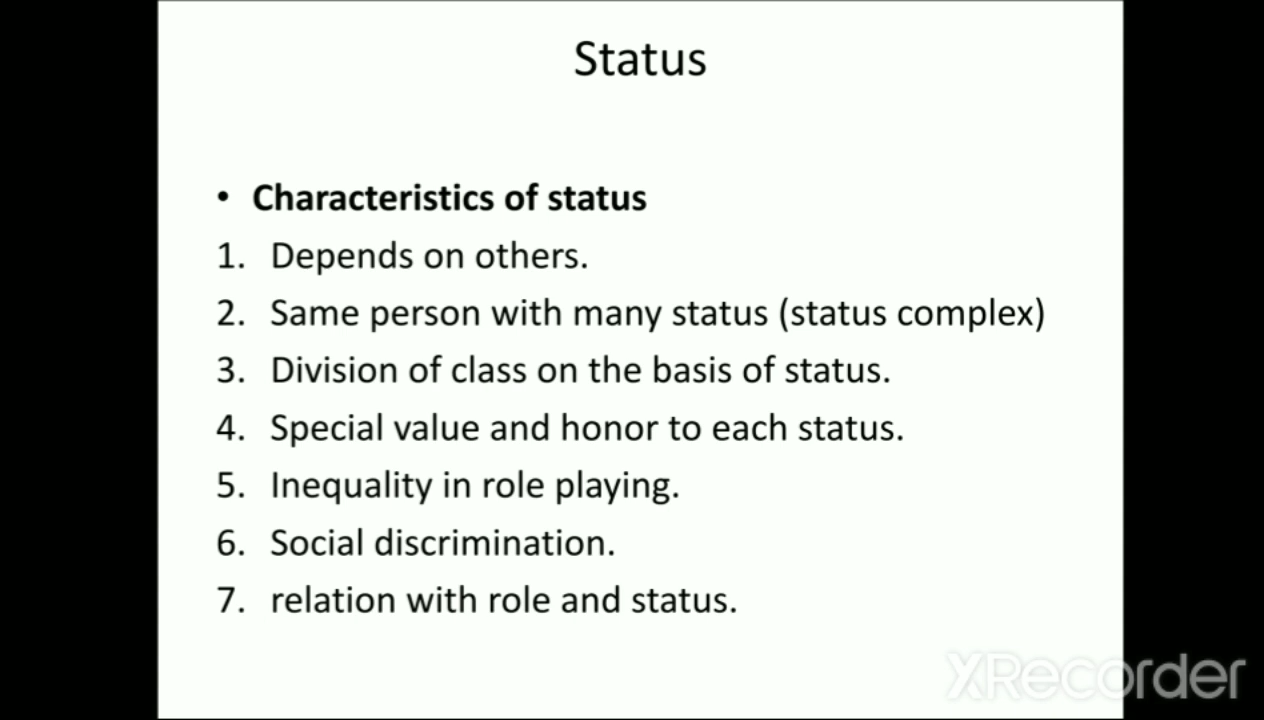 Status
• Characteristics of status
1. Depends on others.
2. Same person with many status (status complex)
3. Division of class on the basis of status.
4. Special value and honor to each status.
5. Inequality in role playing.
6. Social discrimination.
7. relation with role and status.
XRecorder